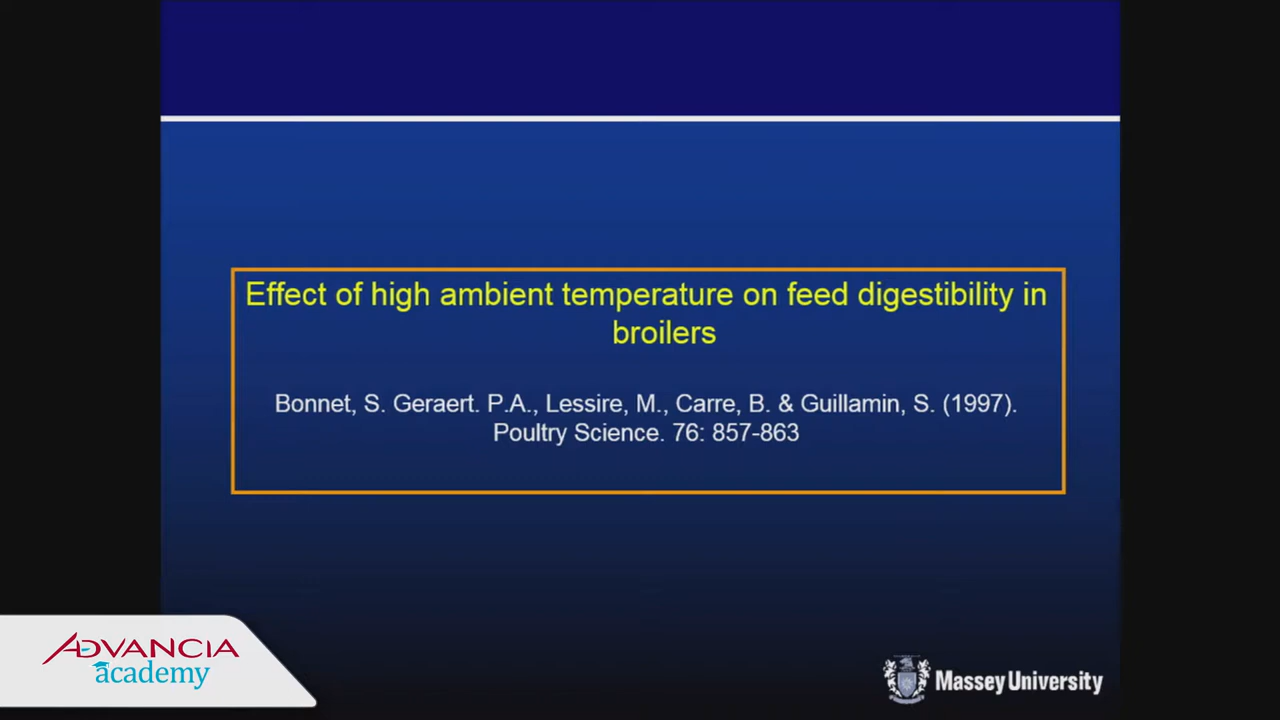 Effect of high ambient temperature on feed digestibility in
broilers
Bonnet, S. Geraert. P.A., Lessire, M., Carre, B. & Guillamin, S. (1997).
Poultry Science. 76: 857-863
ADVANCIA
academy
Massey University